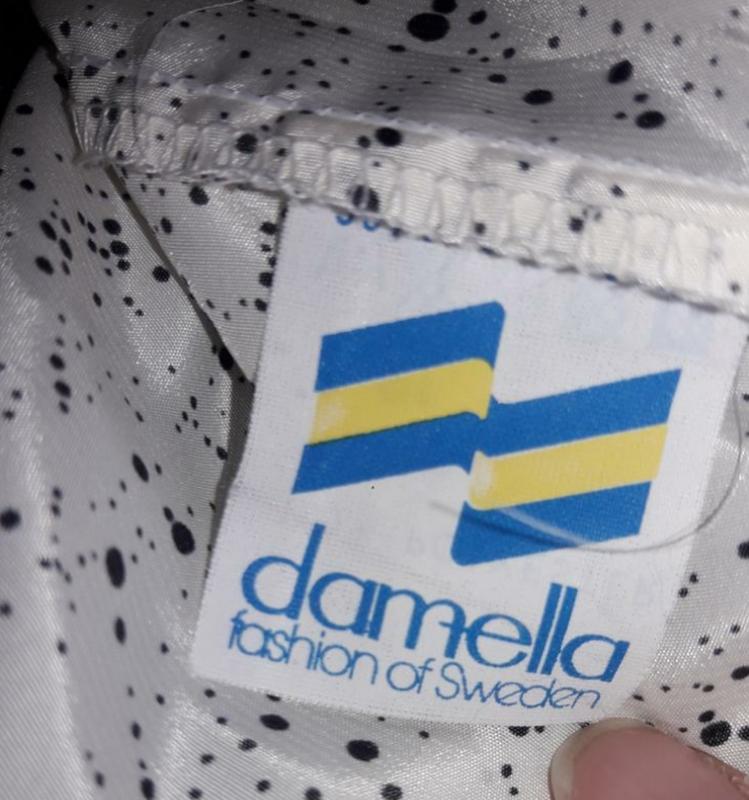 damella
fashion of Sweden